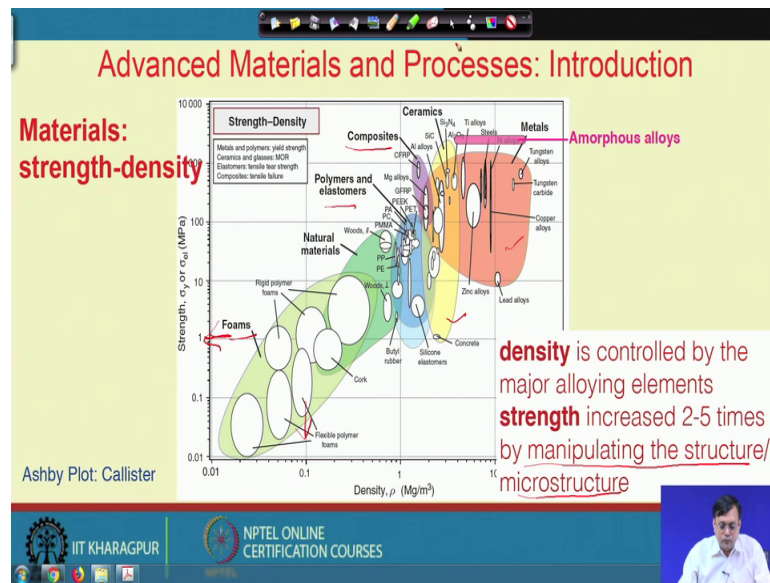 Advanced Materials and Processes: Introduction
Materials:
strength-density
Strength–Density
Metals and polymers: yield strength
Ceramics and glasses: MOR
Elastomers: tensile tear strength
Composites: tensile failure
Ceramics
Composites
Metals
Amorphous alloys
Polymers and
elastomers
Natural
materials
Foams
Si3N4
SiC
Al2O3
Ti alloys
Steels
Al alloys
CFRP
Mg alloys
GFRP
PEEK
PA
PET
PC
PMMA
Woods, //
PP
PE
Woods, ⊥
Rigid polymer
foams
Cork
Butyl
rubber
Silicone
elastomers
Concrete
Flexible polymer
foams
Zinc alloys
Lead alloys
Copper
alloys
Tungsten
alloys
Tungsten
carbide
10 000
100
10
1
0.1
0.01
Strength, σy or σel (MPa)
0.01
0.1
1
10
Density, ρ (Mg/m3)
density is controlled by the
major alloying elements
strength increased 2-5 times
by manipulating the structure/
microstructure
Ashby Plot: Callister
IIT KHARAGPUR
NPTEL ONLINE
CERTIFICATION COURSES
NPTEL